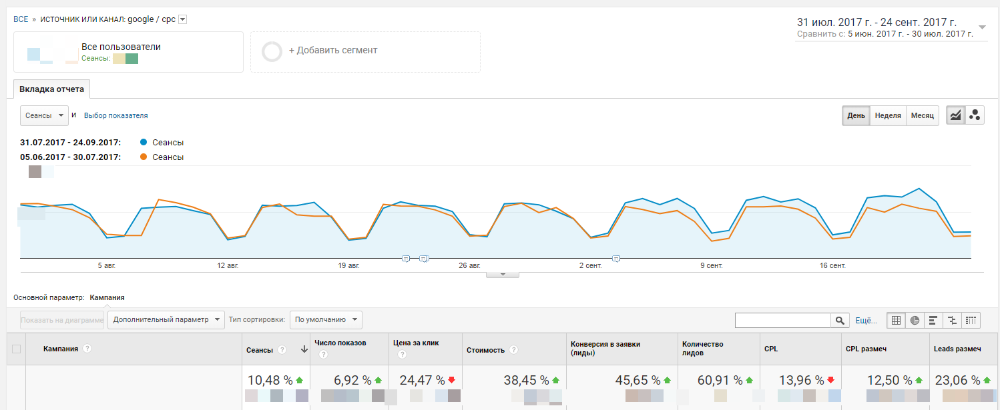 ВСЕ » ИСТОЧНИК ИЛИ КАНАЛ: google / cpc
31 июл. 2017 г. - 24 сент. 2017 г.
Сравнить с: 5 июн. 2017 г. - 30 июл. 2017 г.
Все пользователи
Сеансы:
+ Добавить сегмент
Вкладка отчета
Сеансы и Выбор показателя
День Неделя Месяц
31.07.2017 - 24.09.2017: Сеансы
05.06.2017 - 30.07.2017: Сеансы
5 авг. 12 авг. 19 авг. 26 авг. 2 сент. 9 сент. 16 сент.
Основной параметр: Кампания
Показать на диаграмме Дополнительный параметр Тип сортировки: По умолчанию Ещё...
Кампания ? Сеансы ? Число показов ? Цена за клик ? Стоимость ? Конверсия в заявки (лиды) Количество лидов CPL CPL размеч Leads размеч
10,48 % 6,92 % 24,47 % 38,45 % 45,65 % 60,91 % 13,96 % 12,50 % 23,06 %